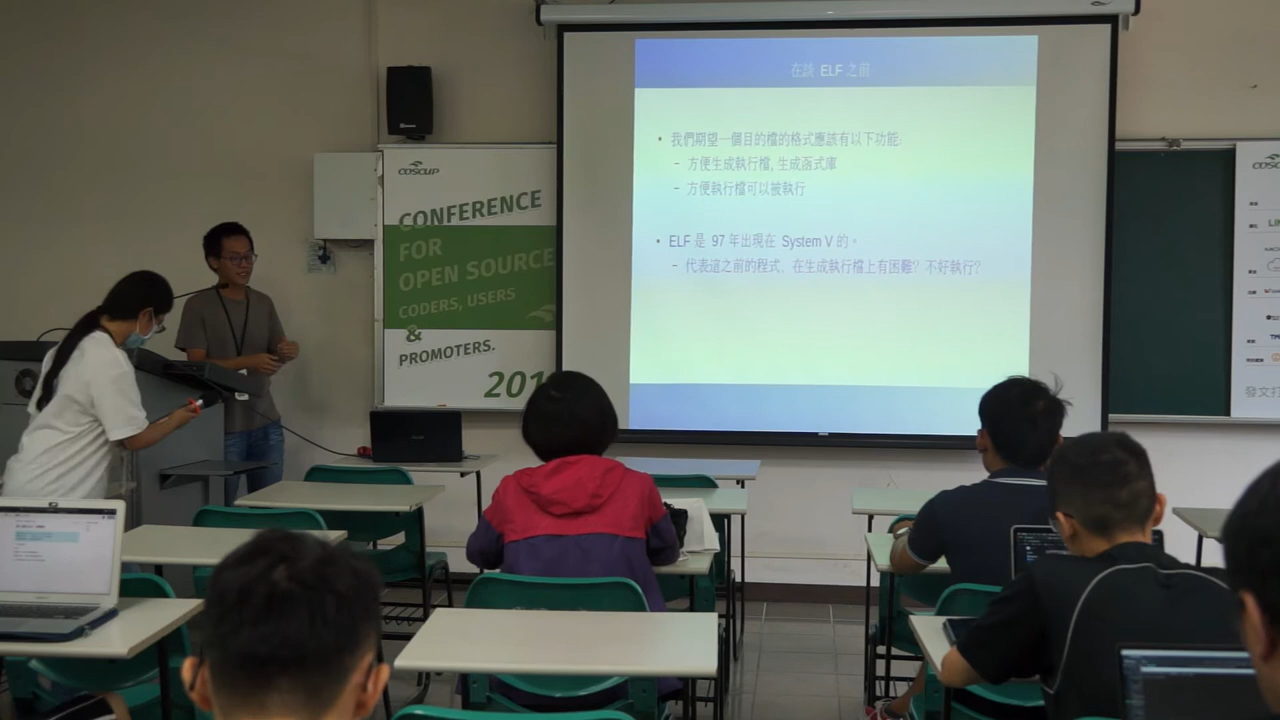 在談 ELF 之前
• 我們期望一個目的檔的格式應該有以下功能:
– 方便生成執行檔, 生成函式庫
– 方便執行檔可以被執行
• ELF 是 97 年出現在 System V 的。
– 代表這之前的程式、在生成執行檔上有困難? 不好執行?
COSCUP
CONFERENCE
FOR
OPEN SOURCE
CODERS, USERS
&
PROMOTERS.
201
發文打